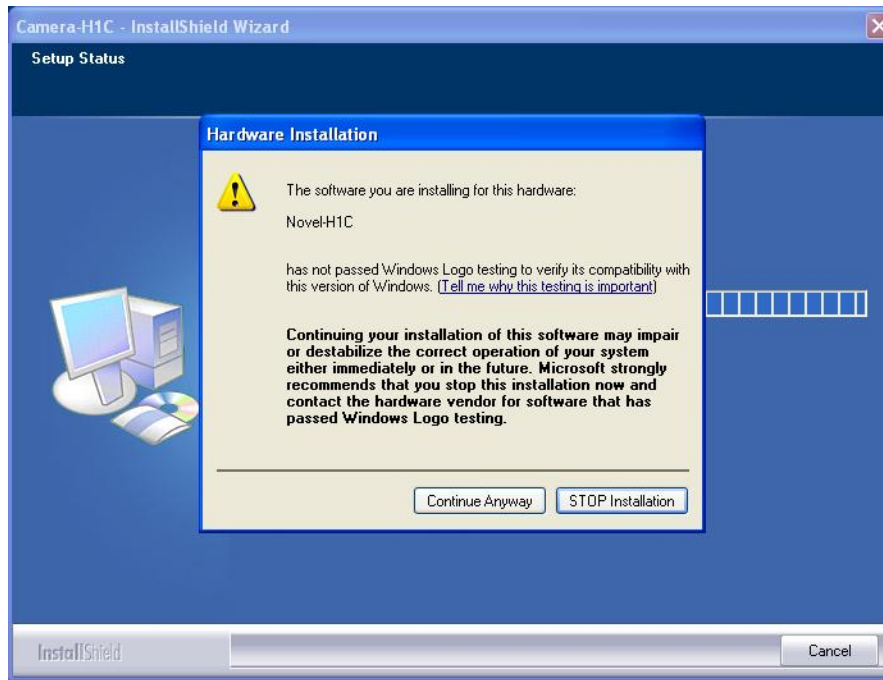 Camera-H1C - InstallShield Wizard
Setup Status
Hardware Installation
The software you are installing for this hardware:
Novel-H1C
has not passed Windows Logo testing to verify its compatibility with
this version of Windows. (Tell me why this testing is important)
Continuing your installation of this software may impair
or destabilize the correct operation of your system
either immediately or in the future. Microsoft strongly
recommends that you stop this installation now and
contact the hardware vendor for software that has
passed Windows Logo testing.
Continue Anyway
STOP Installation
InstallShield
Cancel